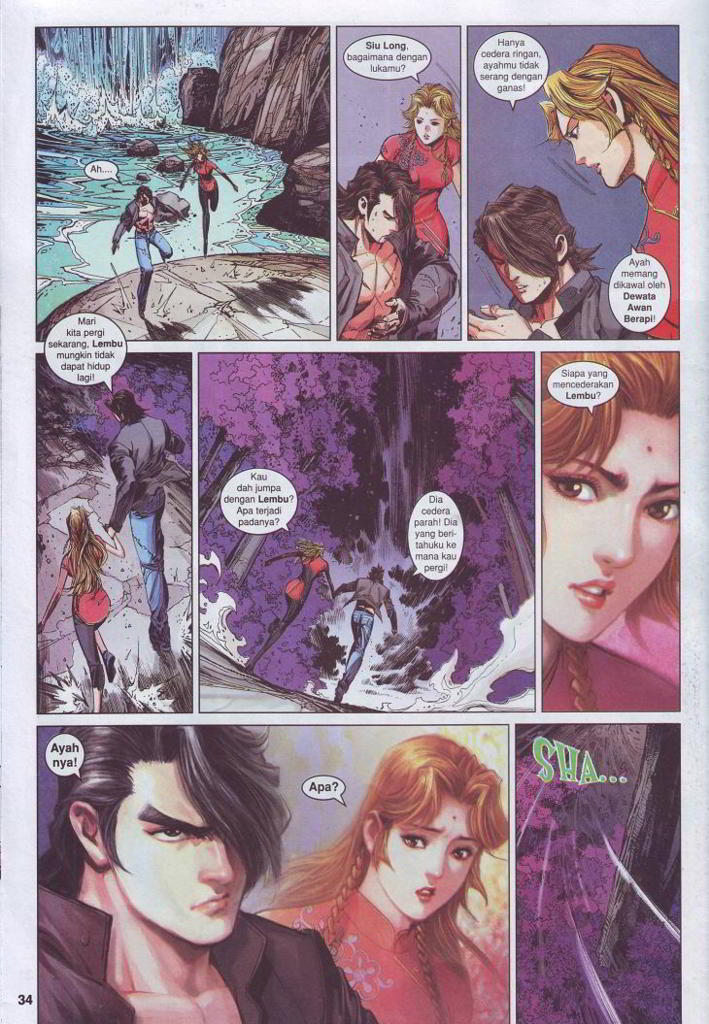 Ah....
Siu Long,
bagaimana dengan
lukamu?
Hanya
cedera ringan,
ayahmu tidak
serang dengan
ganas!
Ayah
memang
dikawal oleh
Dewata
Awan
Berapi!
Mari
kita pergi
sekarang, Lembu
mungkin tidak
dapat hidup
lagi!
Kau
dah jumpa
dengan Lembu?
Apa terjadi
padanya?
Dia
cedera
parah! Dia
yang beri-
tahuku ke
mana kau
pergi!
Siapa yang
mencederakan
Lembu?
Ayah
nya!
Apa?
SHA...
34